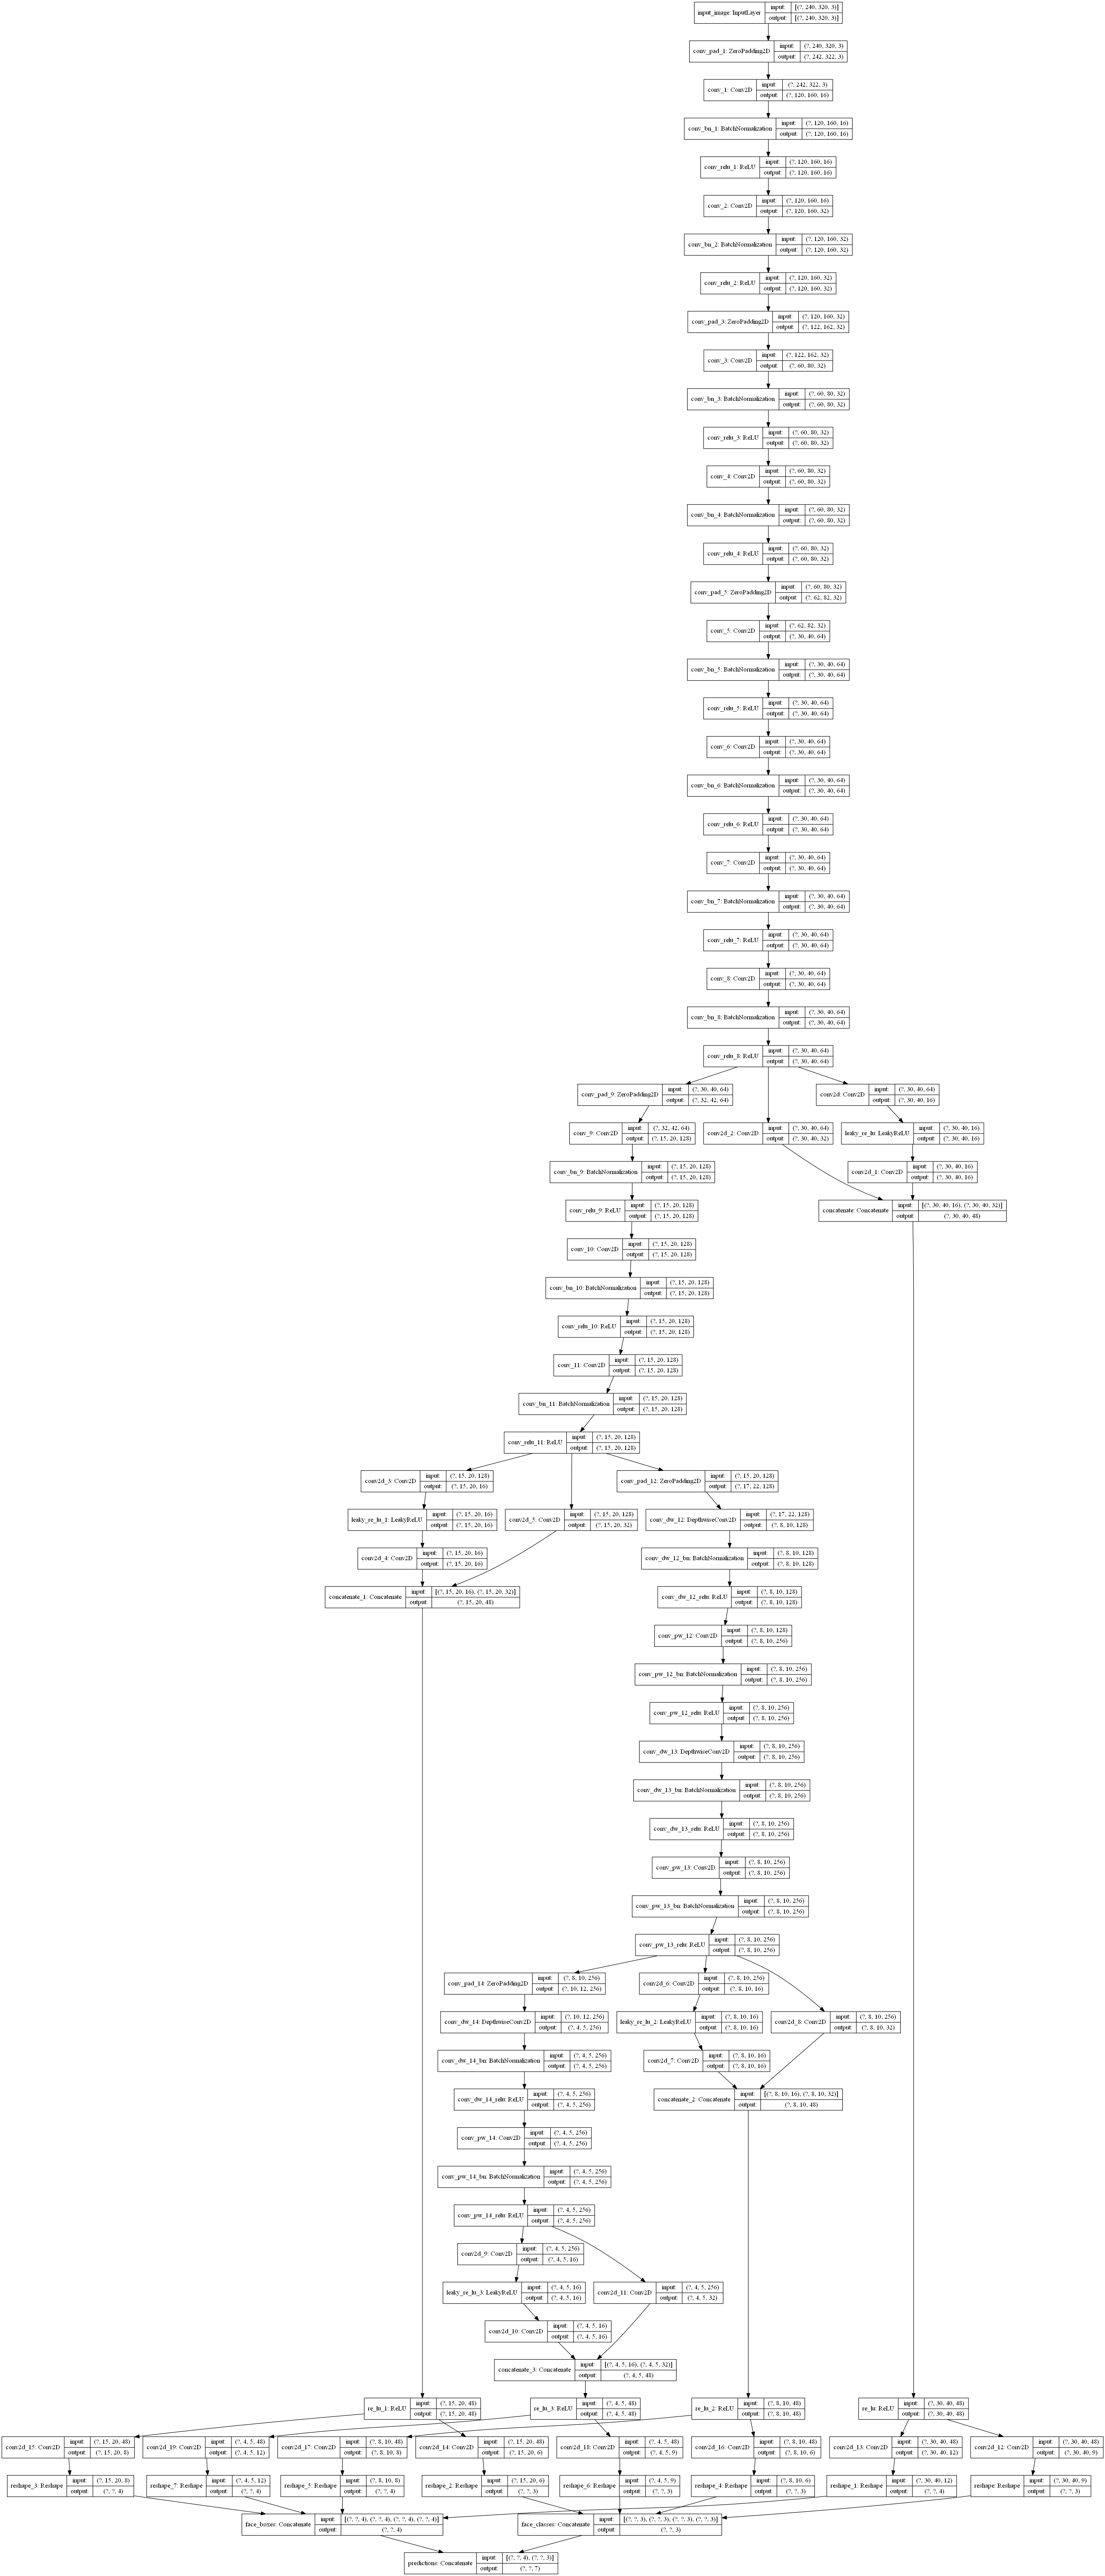 input_image: InputLayer
input: [(?, 240, 320, 3)]
output: [(?, 240, 320, 3)]
conv_pad_1: ZeroPadding2D
input: (?, 240, 320, 3)
output: (?, 242, 322, 3)
conv_1: Conv2D
input: (?, 242, 322, 3)
output: (?, 120, 160, 16)
conv_bn_1: BatchNormalization
input: (?, 120, 160, 16)
output: (?, 120, 160, 16)
conv_relu_1: ReLU
input: (?, 120, 160, 16)
output: (?, 120, 160, 16)
conv_2: Conv2D
input: (?, 120, 160, 16)
output: (?, 120, 160, 32)
conv_bn_2: BatchNormalization
input: (?, 120, 160, 32)
output: (?, 120, 160, 32)
conv_relu_2: ReLU
input: (?, 120, 160, 32)
output: (?, 120, 160, 32)
conv_pad_3: ZeroPadding2D
input: (?, 120, 160, 32)
output: (?, 122, 162, 32)
conv_3: Conv2D
input: (?, 122, 162, 32)
output: (?, 60, 80, 32)
conv_bn_3: BatchNormalization
input: (?, 60, 80, 32)
output: (?, 60, 80, 32)
conv_relu_3: ReLU
input: (?, 60, 80, 32)
output: (?, 60, 80, 32)
conv_4: Conv2D
input: (?, 60, 80, 32)
output: (?, 60, 80, 32)
conv_bn_4: BatchNormalization
input: (?, 60, 80, 32)
output: (?, 60, 80, 32)
conv_relu_4: ReLU
input: (?, 60, 80, 32)
output: (?, 60, 80, 32)
conv_pad_5: ZeroPadding2D
input: (?, 60, 80, 32)
output: (?, 62, 82, 32)
conv_5: Conv2D
input: (?, 62, 82, 32)
output: (?, 30, 40, 64)
conv_bn_5: BatchNormalization
input: (?, 30, 40, 64)
output: (?, 30, 40, 64)
conv_relu_5: ReLU
input: (?, 30, 40, 64)
output: (?, 30, 40, 64)
conv_6: Conv2D
input: (?, 30, 40, 64)
output: (?, 30, 40, 64)
conv_bn_6: BatchNormalization
input: (?, 30, 40, 64)
output: (?, 30, 40, 64)
conv_relu_6: ReLU
input: (?, 30, 40, 64)
output: (?, 30, 40, 64)
conv_7: Conv2D
input: (?, 30, 40, 64)
output: (?, 30, 40, 64)
conv_bn_7: BatchNormalization
input: (?, 30, 40, 64)
output: (?, 30, 40, 64)
conv_relu_7: ReLU
input: (?, 30, 40, 64)
output: (?, 30, 40, 64)
conv_8: Conv2D
input: (?, 30, 40, 64)
output: (?, 30, 40, 64)
conv_bn_8: BatchNormalization
input: (?, 30, 40, 64)
output: (?, 30, 40, 64)
conv_relu_8: ReLU
input: (?, 30, 40, 64)
output: (?, 30, 40, 64)
conv_pad_9: ZeroPadding2D
input: (?, 30, 40, 64)
output: (?, 32, 42, 64)
conv2d: Conv2D
input: (?, 30, 40, 64)
output: (?, 30, 40, 16)
conv_9: Conv2D
input: (?, 32, 42, 64)
output: (?, 15, 20, 128)
conv2d_2: Conv2D
input: (?, 30, 40, 64)
output: (?, 30, 40, 32)
leaky_re_lu: LeakyReLU
input: (?, 30, 40, 16)
output: (?, 30, 40, 16)
conv_bn_9: BatchNormalization
input: (?, 15, 20, 128)
output: (?, 15, 20, 128)
conv2d_1: Conv2D
input: (?, 30, 40, 16)
output: (?, 30, 40, 16)
conv_relu_9: ReLU
input: (?, 15, 20, 128)
output: (?, 15, 20, 128)
concatenate: Concatenate
input: [(?, 30, 40, 16), (?, 30, 40, 32)]
output: (?, 30, 40, 48)
conv_10: Conv2D
input: (?, 15, 20, 128)
output: (?, 15, 20, 128)
conv_bn_10: BatchNormalization
input: (?, 15, 20, 128)
output: (?, 15, 20, 128)
conv_relu_10: ReLU
input: (?, 15, 20, 128)
output: (?, 15, 20, 128)
conv_11: Conv2D
input: (?, 15, 20, 128)
output: (?, 15, 20, 128)
conv_bn_11: BatchNormalization
input: (?, 15, 20, 128)
output: (?, 15, 20, 128)
conv_relu_11: ReLU
input: (?, 15, 20, 128)
output: (?, 15, 20, 128)
conv2d_3: Conv2D
input: (?, 15, 20, 128)
output: (?, 15, 20, 16)
conv_pad_12: ZeroPadding2D
input: (?, 15, 20, 128)
output: (?, 17, 22, 128)
leaky_re_lu_1: LeakyReLU
input: (?, 15, 20, 16)
output: (?, 15, 20, 16)
conv2d_5: Conv2D
input: (?, 15, 20, 128)
output: (?, 15, 20, 32)
conv_dw_12: DepthwiseConv2D
input: (?, 17, 22, 128)
output: (?, 8, 10, 128)
conv2d_4: Conv2D
input: (?, 15, 20, 16)
output: (?, 15, 20, 16)
conv_dw_12_bn: BatchNormalization
input: (?, 8, 10, 128)
output: (?, 8, 10, 128)
concatenate_1: Concatenate
input: [(?, 15, 20, 16), (?, 15, 20, 32)]
output: (?, 15, 20, 48)
conv_dw_12_relu: ReLU
input: (?, 8, 10, 128)
output: (?, 8, 10, 128)
conv_pw_12: Conv2D
input: (?, 8, 10, 128)
output: (?, 8, 10, 256)
conv_pw_12_bn: BatchNormalization
input: (?, 8, 10, 256)
output: (?, 8, 10, 256)
conv_pw_12_relu: ReLU
input: (?, 8, 10, 256)
output: (?, 8, 10, 256)
conv_dw_13: DepthwiseConv2D
input: (?, 8, 10, 256)
output: (?, 8, 10, 256)
conv_dw_13_bn: BatchNormalization
input: (?, 8, 10, 256)
output: (?, 8, 10, 256)
conv_dw_13_relu: ReLU
input: (?, 8, 10, 256)
output: (?, 8, 10, 256)
conv_pw_13: Conv2D
input: (?, 8, 10, 256)
output: (?, 8, 10, 256)
conv_pw_13_bn: BatchNormalization
input: (?, 8, 10, 256)
output: (?, 8, 10, 256)
conv_pw_13_relu: ReLU
input: (?, 8, 10, 256)
output: (?, 8, 10, 256)
conv_pad_14: ZeroPadding2D
input: (?, 8, 10, 256)
output: (?, 10, 12, 256)
conv2d_6: Conv2D
input: (?, 8, 10, 256)
output: (?, 8, 10, 16)
conv_dw_14: DepthwiseConv2D
input: (?, 10, 12, 256)
output: (?, 4, 5, 256)
leaky_re_lu_2: LeakyReLU
input: (?, 8, 10, 16)
output: (?, 8, 10, 16)
conv2d_8: Conv2D
input: (?, 8, 10, 256)
output: (?, 8, 10, 32)
conv_dw_14_bn: BatchNormalization
input: (?, 4, 5, 256)
output: (?, 4, 5, 256)
conv2d_7: Conv2D
input: (?, 8, 10, 16)
output: (?, 8, 10, 16)
conv_dw_14_relu: ReLU
input: (?, 4, 5, 256)
output: (?, 4, 5, 256)
concatenate_2: Concatenate
input: [(?, 8, 10, 16), (?, 8, 10, 32)]
output: (?, 8, 10, 48)
conv_pw_14: Conv2D
input: (?, 4, 5, 256)
output: (?, 4, 5, 256)
conv_pw_14_bn: BatchNormalization
input: (?, 4, 5, 256)
output: (?, 4, 5, 256)
conv_pw_14_relu: ReLU
input: (?, 4, 5, 256)
output: (?, 4, 5, 256)
conv2d_9: Conv2D
input: (?, 4, 5, 256)
output: (?, 4, 5, 16)
leaky_re_lu_3: LeakyReLU
input: (?, 4, 5, 16)
output: (?, 4, 5, 16)
conv2d_11: Conv2D
input: (?, 4, 5, 256)
output: (?, 4, 5, 32)
conv2d_10: Conv2D
input: (?, 4, 5, 16)
output: (?, 4, 5, 16)
concatenate_3: Concatenate
input: [(?, 4, 5, 16), (?, 4, 5, 32)]
output: (?, 4, 5, 48)
re_lu_1: ReLU
input: (?, 15, 20, 48)
output: (?, 15, 20, 48)
re_lu_3: ReLU
input: (?, 4, 5, 48)
output: (?, 4, 5, 48)
re_lu_2: ReLU
input: (?, 8, 10, 48)
output: (?, 8, 10, 48)
re_lu: ReLU
input: (?, 30, 40, 48)
output: (?, 30, 40, 48)
conv2d_15: Conv2D
input: (?, 15, 20, 48)
output: (?, 15, 20, 8)
conv2d_19: Conv2D
input: (?, 4, 5, 48)
output: (?, 4, 5, 12)
conv2d_17: Conv2D
input: (?, 8, 10, 48)
output: (?, 8, 10, 8)
conv2d_14: Conv2D
input: (?, 15, 20, 48)
output: (?, 15, 20, 6)
conv2d_18: Conv2D
input: (?, 4, 5, 48)
output: (?, 4, 5, 9)
conv2d_16: Conv2D
input: (?, 8, 10, 48)
output: (?, 8, 10, 6)
conv2d_13: Conv2D
input: (?, 30, 40, 48)
output: (?, 30, 40, 12)
conv2d_12: Conv2D
input: (?, 30, 40, 48)
output: (?, 30, 40, 9)
reshape_3: Reshape
input: (?, 15, 20, 8)
output: (?, ?, 4)
reshape_7: Reshape
input: (?, 4, 5, 12)
output: (?, ?, 4)
reshape_5: Reshape
input: (?, 8, 10, 8)
output: (?, ?, 4)
reshape_2: Reshape
input: (?, 15, 20, 6)
output: (?, ?, 3)
reshape_6: Reshape
input: (?, 4, 5, 9)
output: (?, ?, 3)
reshape_4: Reshape
input: (?, 8, 10, 6)
output: (?, ?, 3)
reshape_1: Reshape
input: (?, 30, 40, 12)
output: (?, ?, 4)
reshape: Reshape
input: (?, 30, 40, 9)
output: (?, ?, 3)
face_boxes: Concatenate
input: [(?, ?, 4), (?, ?, 4), (?, ?, 4), (?, ?, 4)]
output: (?, ?, 4)
face_classes: Concatenate
input: [(?, ?, 3), (?, ?, 3), (?, ?, 3), (?, ?, 3)]
output: (?, ?, 3)
predictions: Concatenate
input: [(?, ?, 4), (?, ?, 3)]
output: (?, ?, 7)